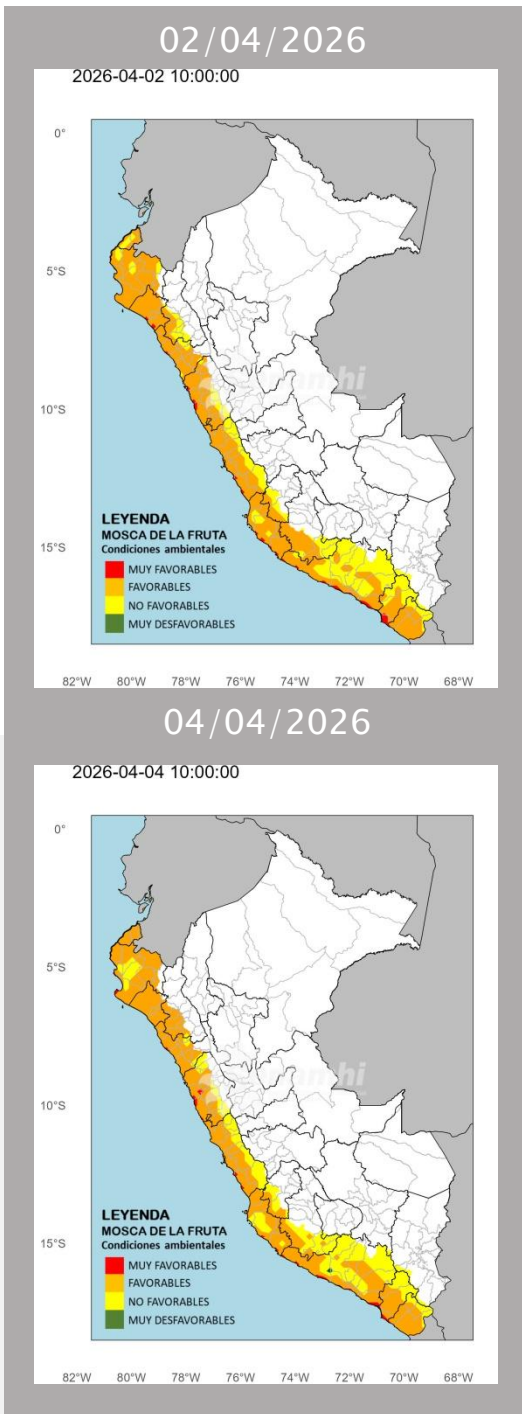 02/04/2026
2026-04-02 10:00:00
0°
5°S
10°S
15°S
LEYENDA
MOSCA DE LA FRUTA
Condiciones ambientales
MUY FAVORABLES
FAVORABLES
NO FAVORABLES
MUY DESFAVORABLES
82°W 80°W 78°W 76°W 74°W 72°W 70°W 68°W
04/04/2026
2026-04-04 10:00:00
0°
5°S
10°S
15°S
LEYENDA
MOSCA DE LA FRUTA
Condiciones ambientales
MUY FAVORABLES
FAVORABLES
NO FAVORABLES
MUY DESFAVORABLES
82°W 80°W 78°W 76°W 74°W 72°W 70°W 68°W